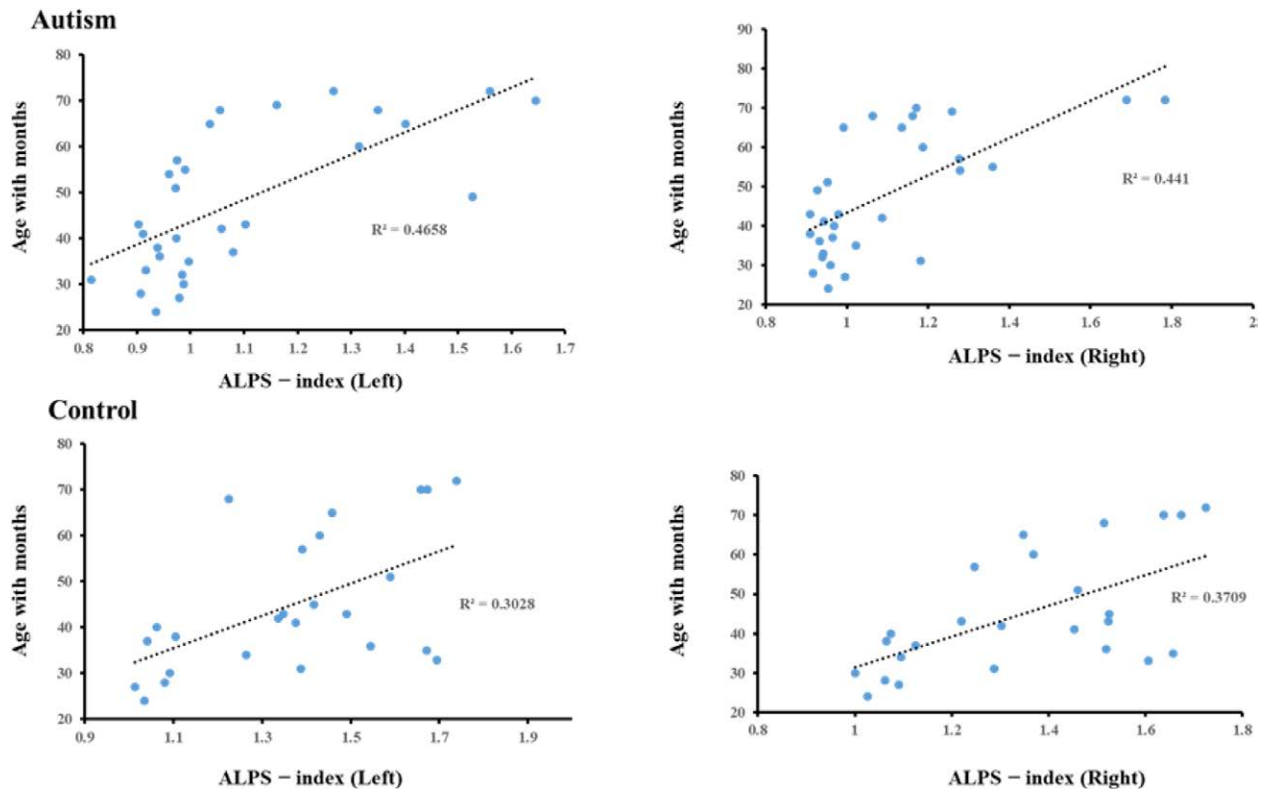 Autism
Age with months
80
70
60
50
40
30
20
0.8 0.9 1 1.1 1.2 1.3 1.4 1.5 1.6 1.7
R² = 0.4658
ALPS – index (Left)
Age with months
90
80
70
60
50
40
30
20
0.8 1 1.2 1.4 1.6 1.8 2
R² = 0.441
ALPS – index (Right)
Control
Age with months
80
70
60
50
40
30
20
0.9 1.1 1.3 1.5 1.7 1.9
R² = 0.3028
ALPS – index (Left)
Age with months
80
70
60
50
40
30
20
0.8 1 1.2 1.4 1.6 1.8
R² = 0.3709
ALPS – index (Right)